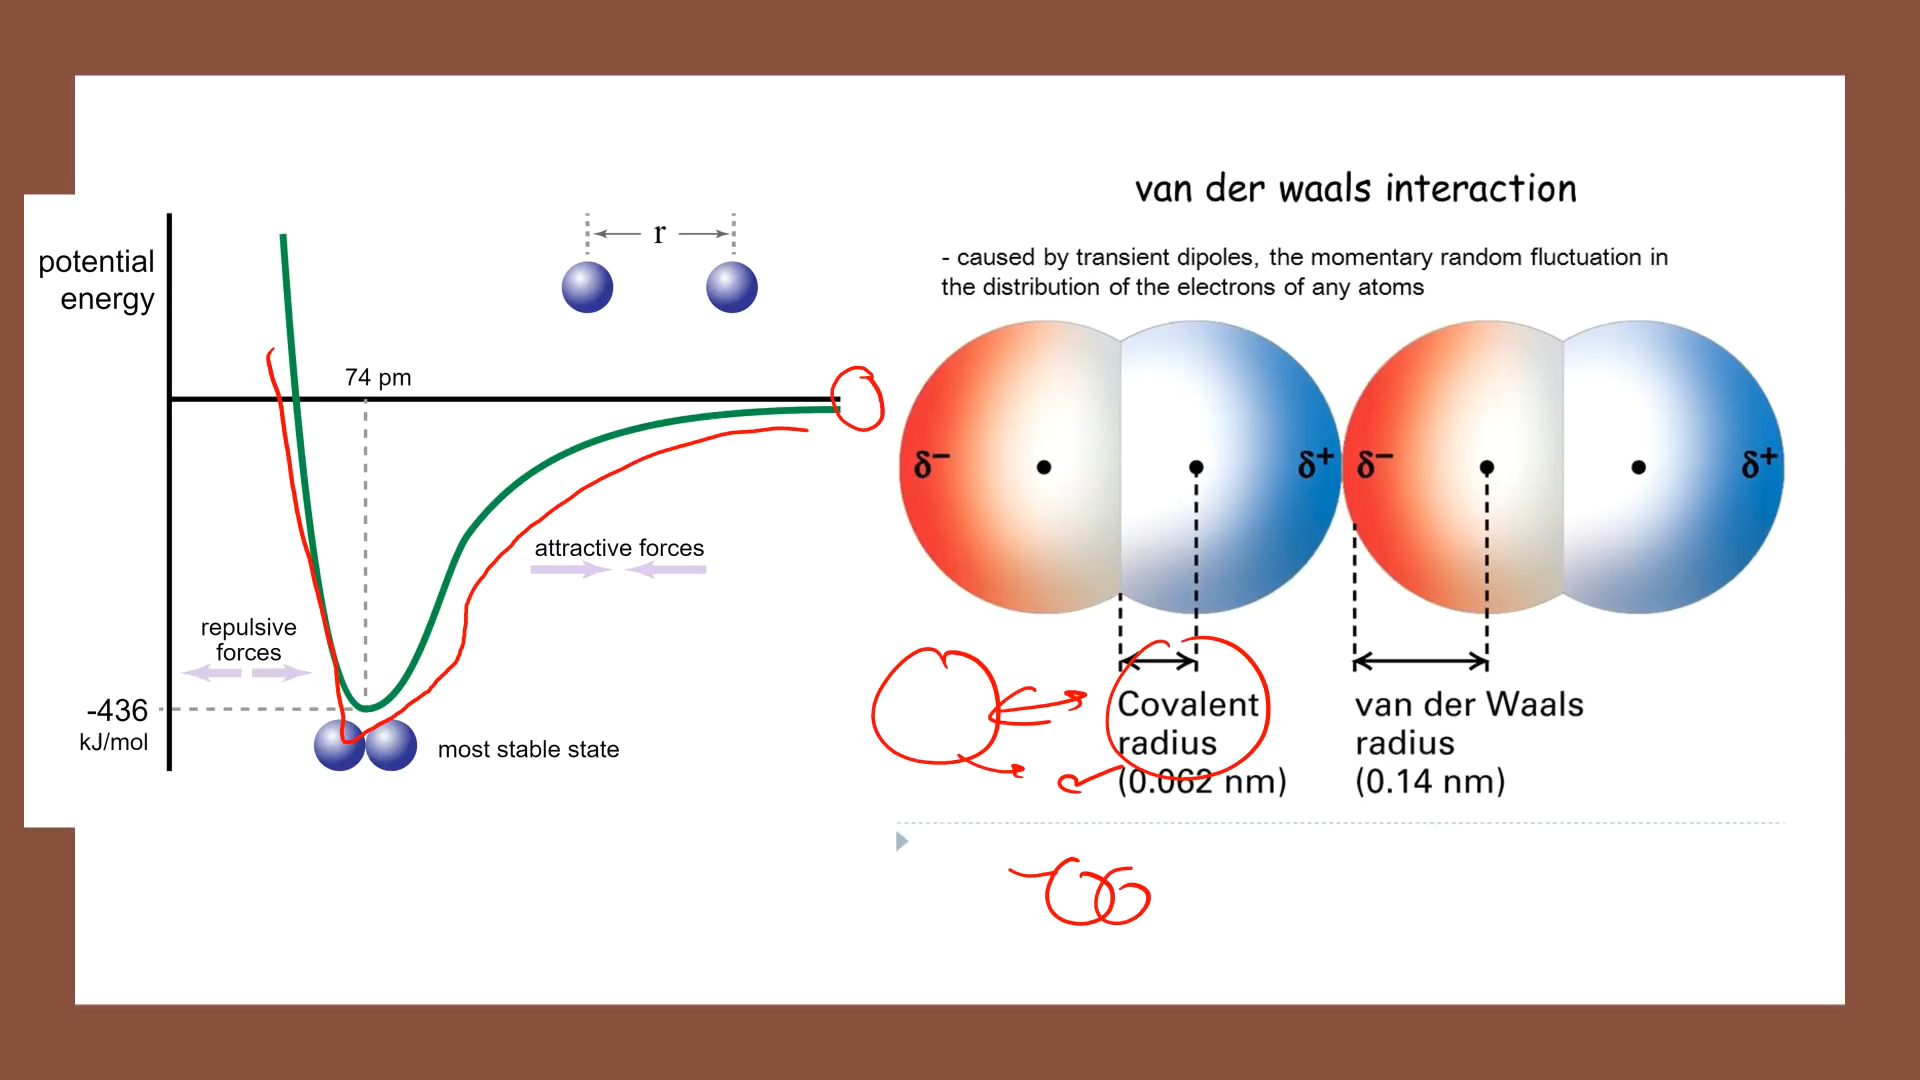 potential
energy
r
74 pm
attractive forces
repulsive
forces
-436
kJ/mol
most stable state
van der waals interaction
- caused by transient dipoles, the momentary random fluctuation in
the distribution of the electrons of any atoms
δ− δ+ δ− δ+
Covalent
radius
(0.062 nm)
van der Waals
radius
(0.14 nm)